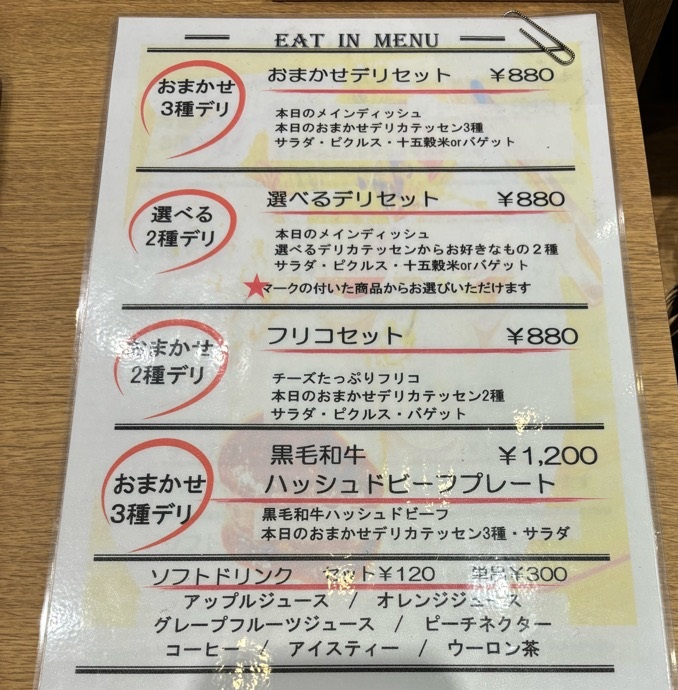 EAT IN MENU
おまかせ
3種デリ
おまかせデリセット ￥880
本日のメインディッシュ
本日のおまかせデリカテッセン3種
サラダ・ピクルス・十五穀米orバゲット
選べる
2種デリ
選べるデリセット ￥880
本日のメインディッシュ
選べるデリカテッセンからお好きなもの２種
サラダ・ピクルス・十五穀米orバゲット
★マークの付いた商品からお選びいただけます
おまかせ
2種デリ
フリコセット ￥880
チーズたっぷりフリコ
本日のおまかせデリカテッセン2種
サラダ・ピクルス・バゲット
おまかせ
3種デリ
黒毛和牛 ￥1,200
ハッシュドビーフプレート
黒毛和牛ハッシュドビーフ
本日のおまかせデリカテッセン3種・サラダ
ソフトドリンク セット￥120 単品￥300
アップルジュース / オレンジジュース
グレープフルーツジュース / ピーチネクター
コーヒー / アイスティー / ウーロン茶